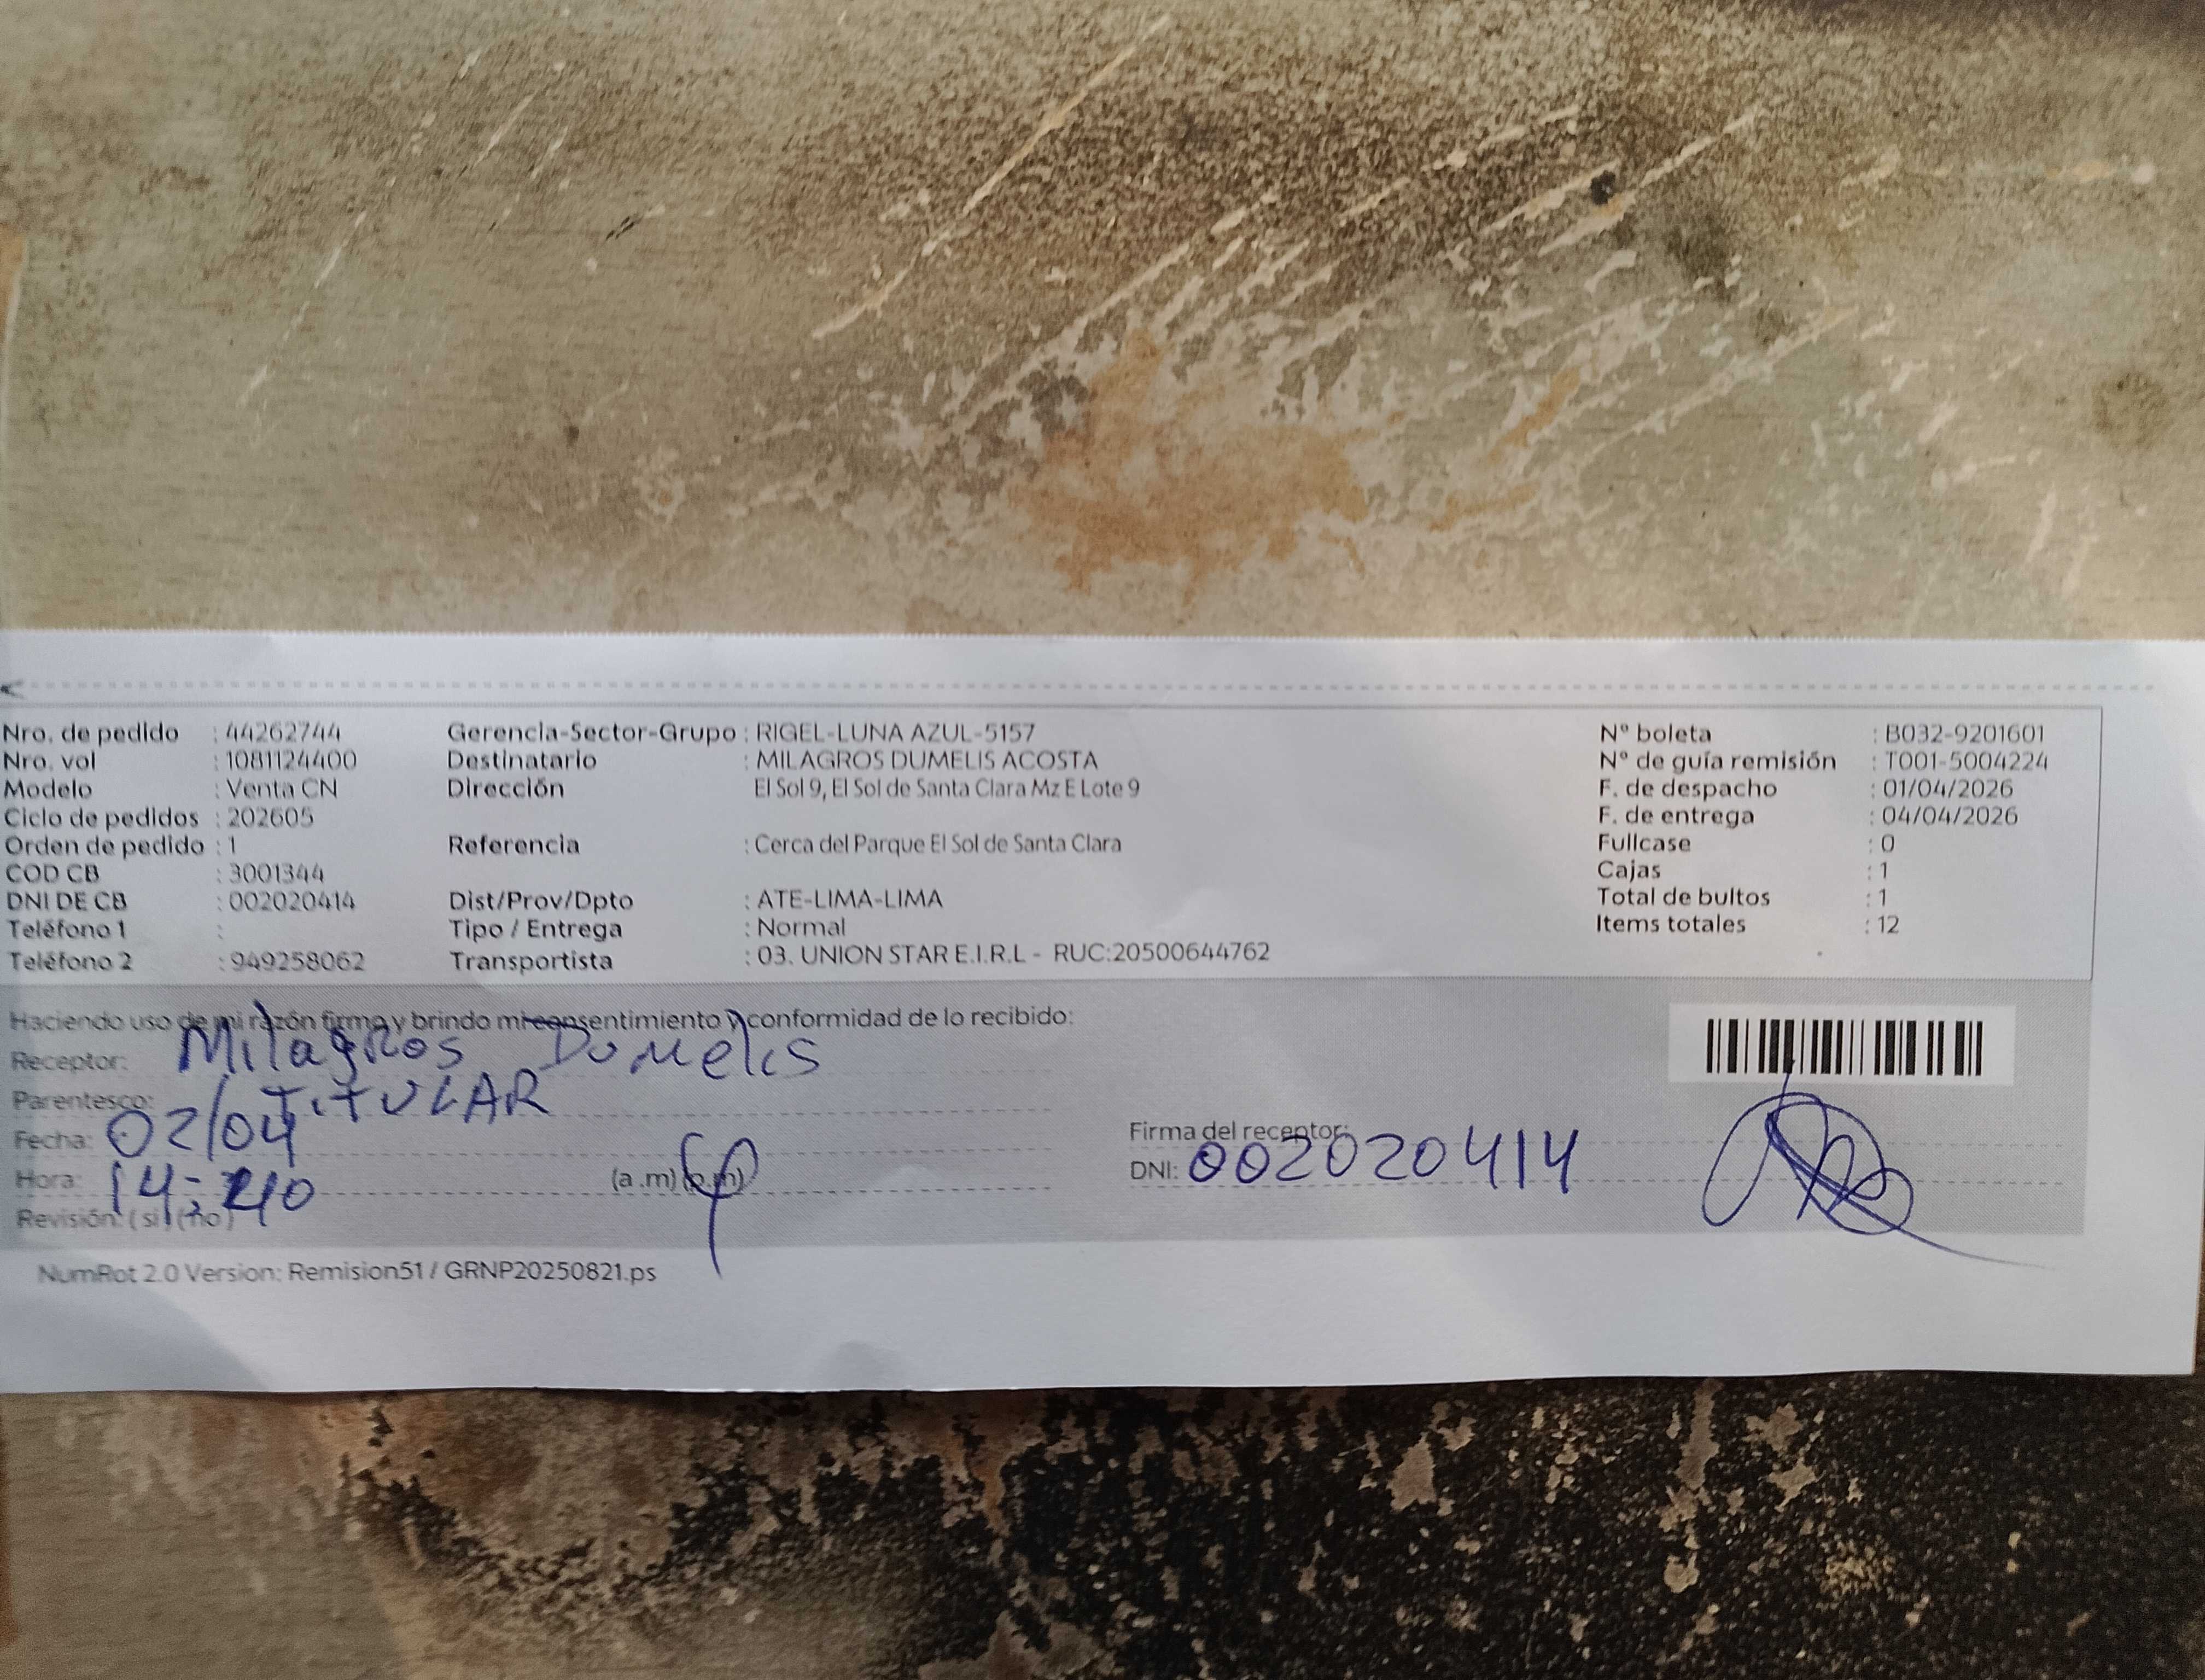 Nro. de pedido : 44262744 Gerencia-Sector-Grupo : RIGEL-LUNA AZUL-5157 N° boleta : B032-9201601
Nro. vol : 1081124400 Destinatario : MILAGROS DUMELIS ACOSTA N° de guía remisión : T001-5004224
Modelo : Venta CN Dirección El Sol 9, El Sol de Santa Clara Mz E Lote 9 F. de despacho : 01/04/2026
Ciclo de pedidos : 202605 F. de entrega : 04/04/2026
Orden de pedido : 1 Referencia : Cerca del Parque El Sol de Santa Clara Fullcase : 0
COD CB : 3001344 Cajas : 1
DNI DE CB : 002020414 Dist/Prov/Dpto : ATE-LIMA-LIMA Total de bultos : 1
Teléfono 1 : Tipo / Entrega : Normal Items totales : 12
Teléfono 2 : 949258062 Transportista : 03. UNION STAR E.I.R.L - RUC:20500644762
Haciendo uso de mi razón firmo y brindo mi consentimiento y conformidad de lo recibido:
Receptor: Milagros Dumelis
Parentesco: TiTULAR
Fecha: 02/04 Firma del receptor:
Hora: 14:40 (a.m) (p.m) DNI: 002020414
Revisión: ( si ) ( no )
NumRot 2.0 Version: Remision51 / GRNP20250821.ps